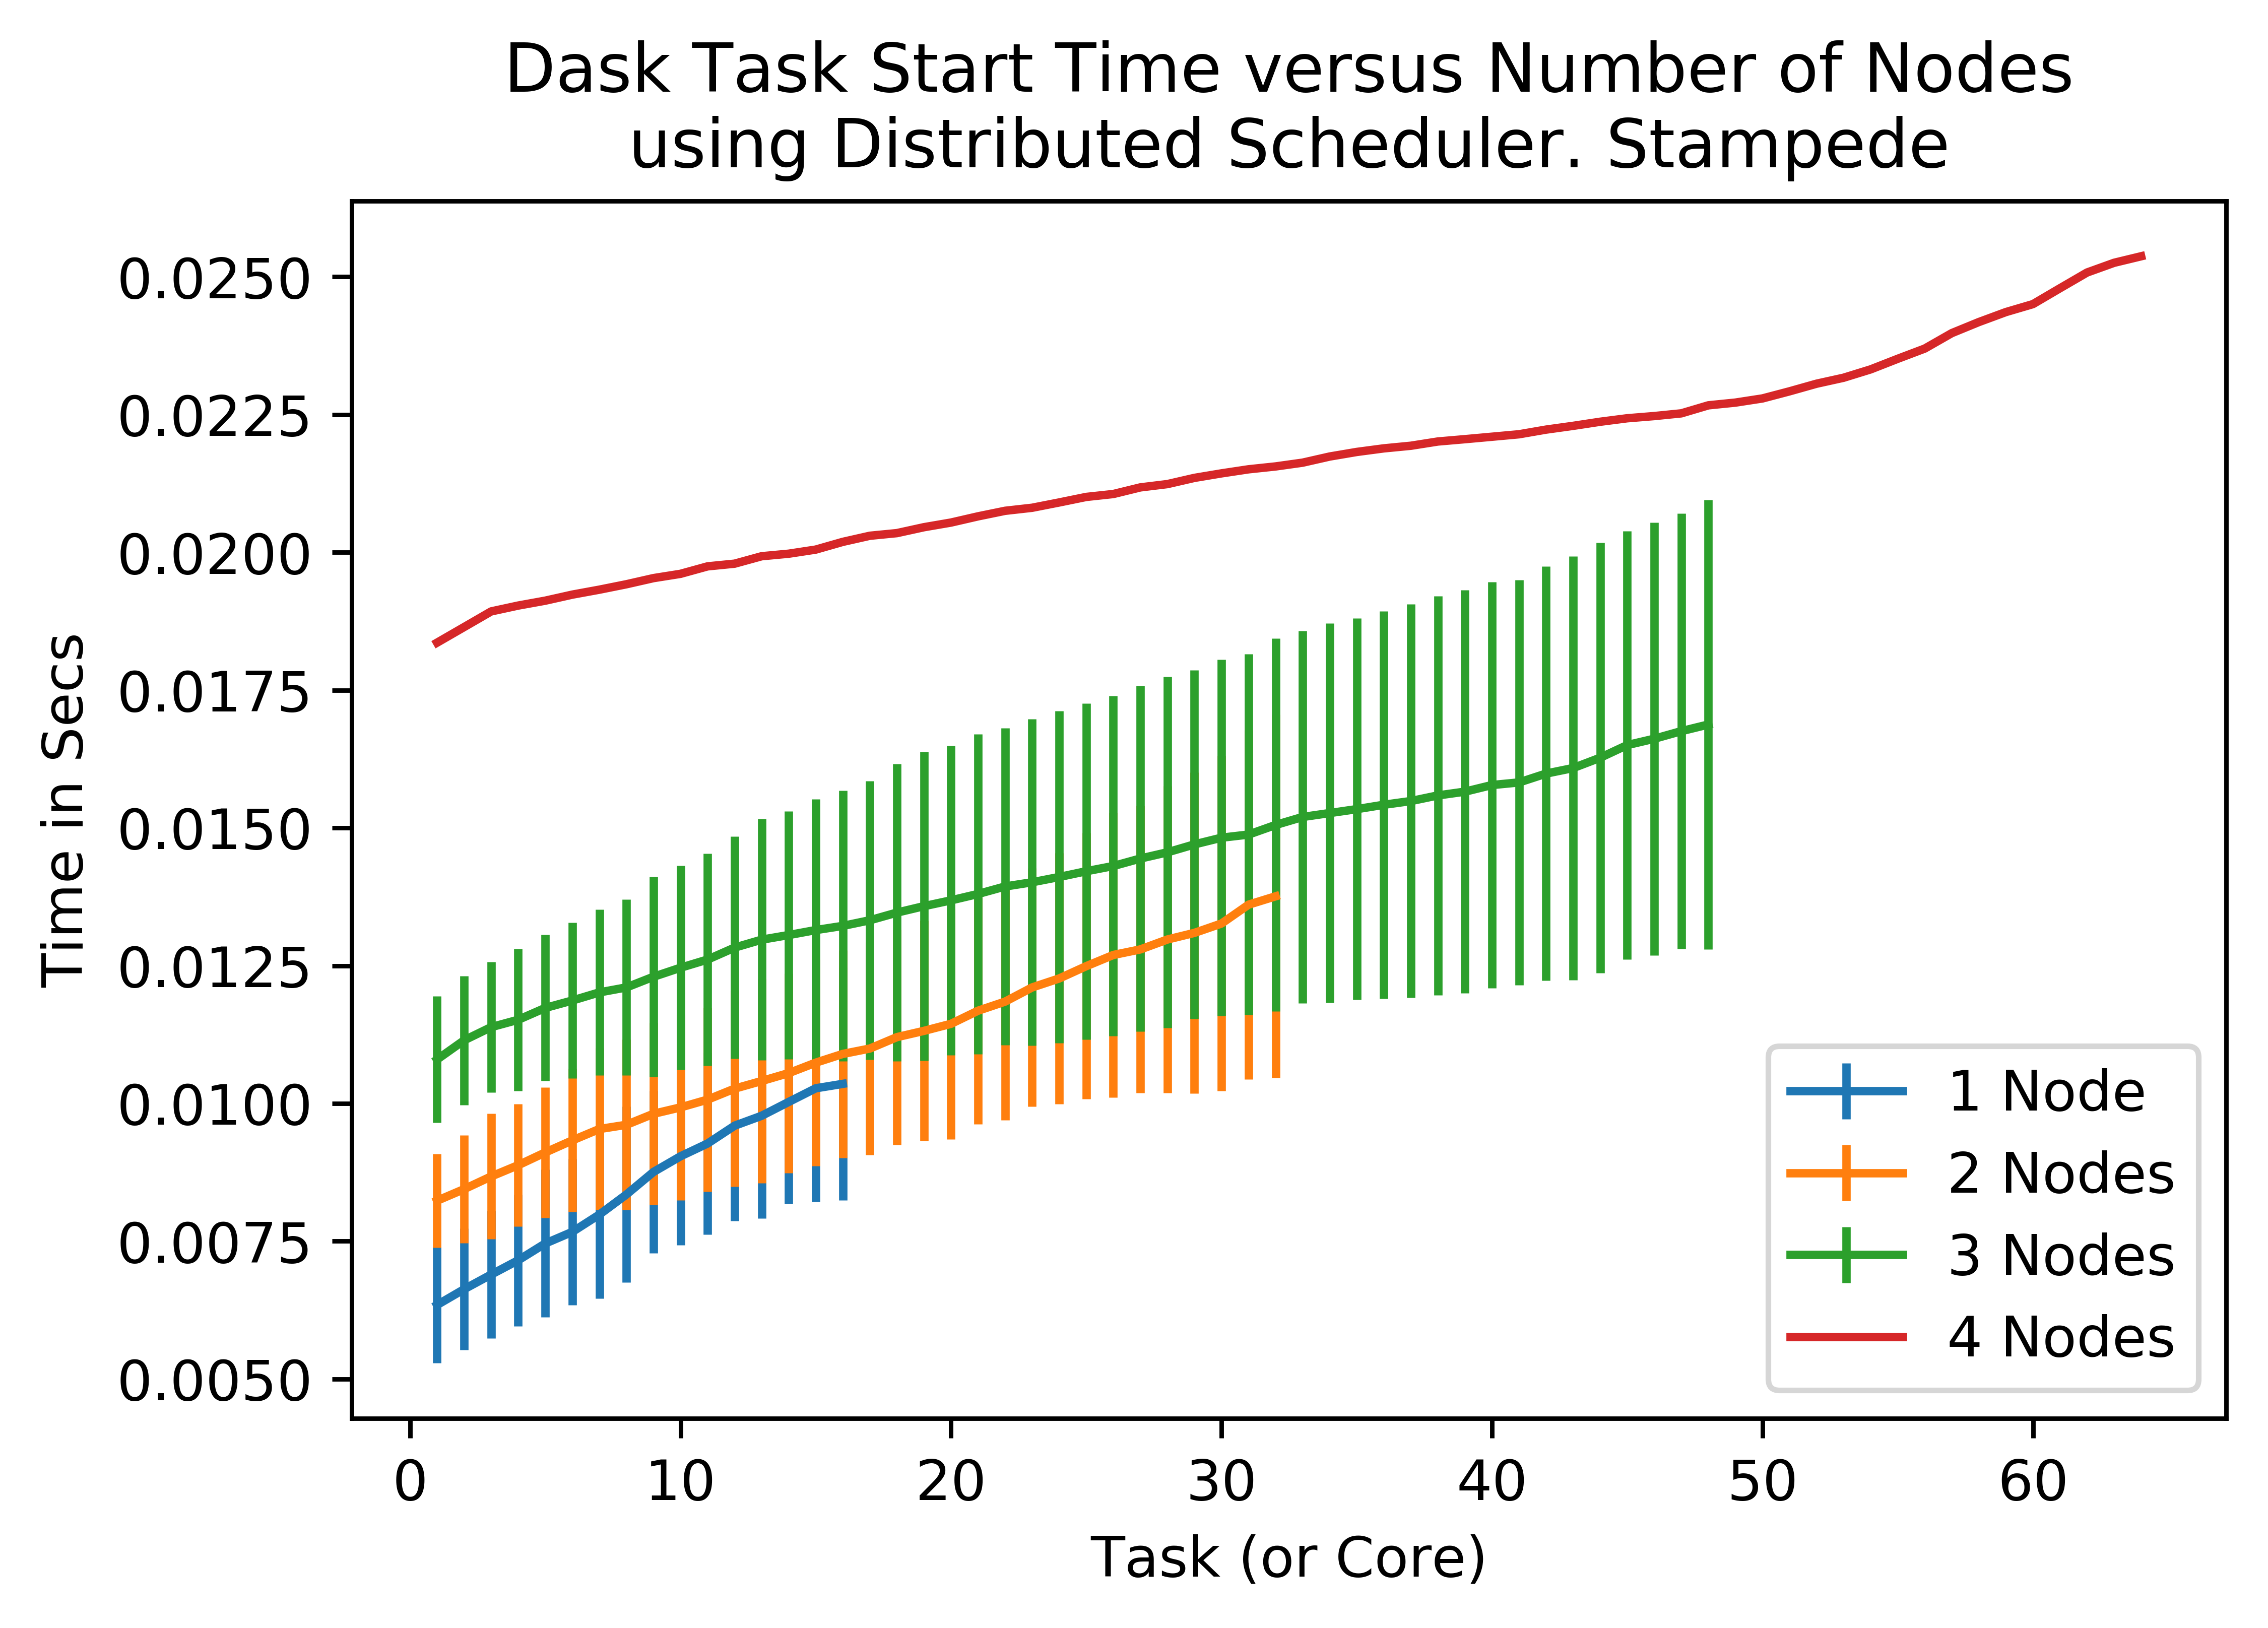 Dask Task Start Time versus Number of Nodes
using Distributed Scheduler. Stampede
Time in Secs
0.0250
0.0225
0.0200
0.0175
0.0150
0.0125
0.0100
0.0075
0.0050
1 Node
2 Nodes
3 Nodes
4 Nodes
0 10 20 30 40 50 60
Task (or Core)